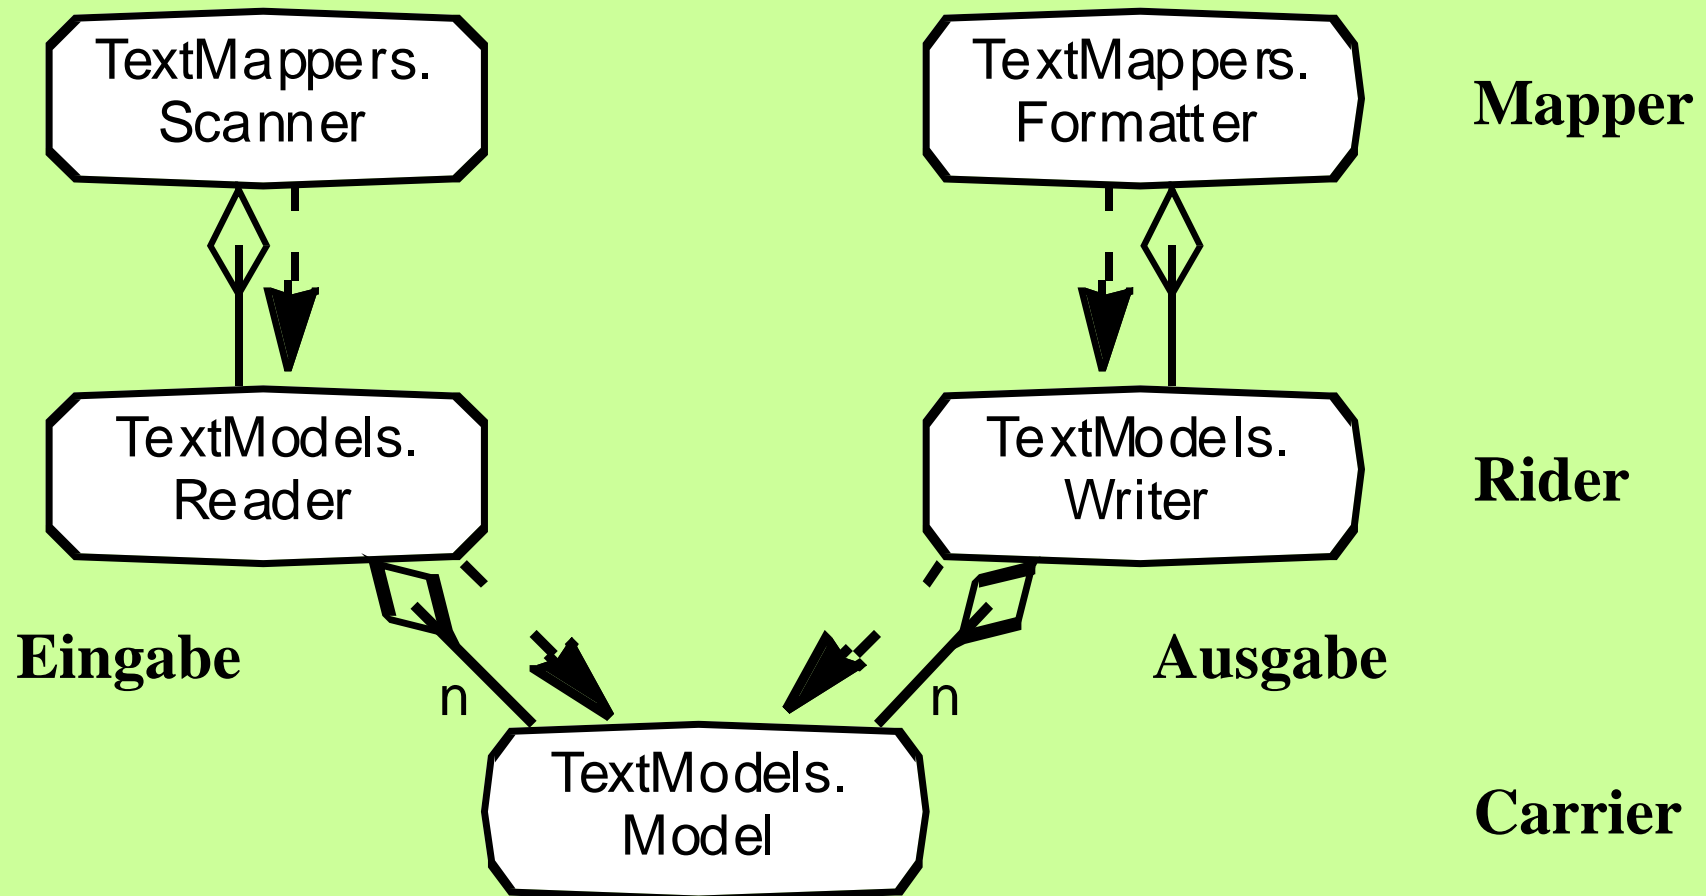 TextMappers.
Scanner
TextMappers.
Formatter
Mapper
TextModels.
Reader
TextModels.
Writer
Rider
Eingabe
n
n
Ausgabe
TextModels.
Model
Carrier